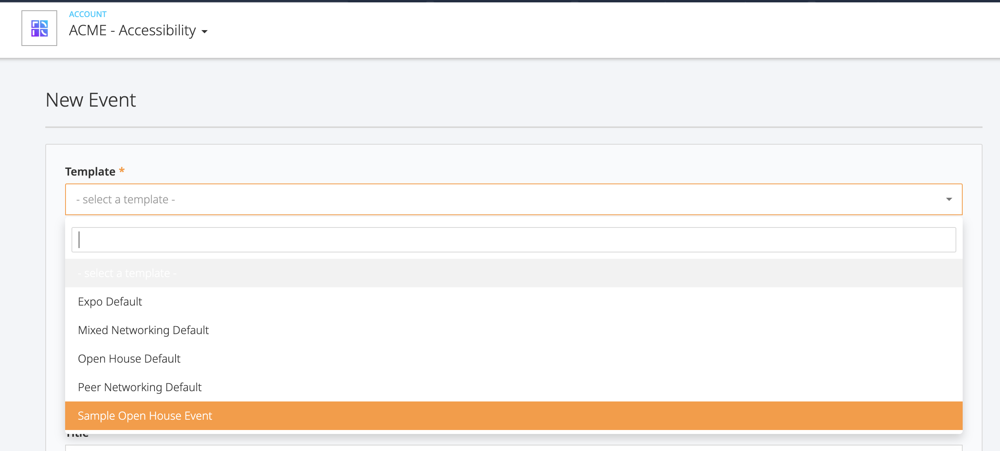 ACCOUNT
ACME - Accessibility
New Event
Template *
- select a template -
- select a template -
Expo Default
Mixed Networking Default
Open House Default
Peer Networking Default
Sample Open House Event
Title